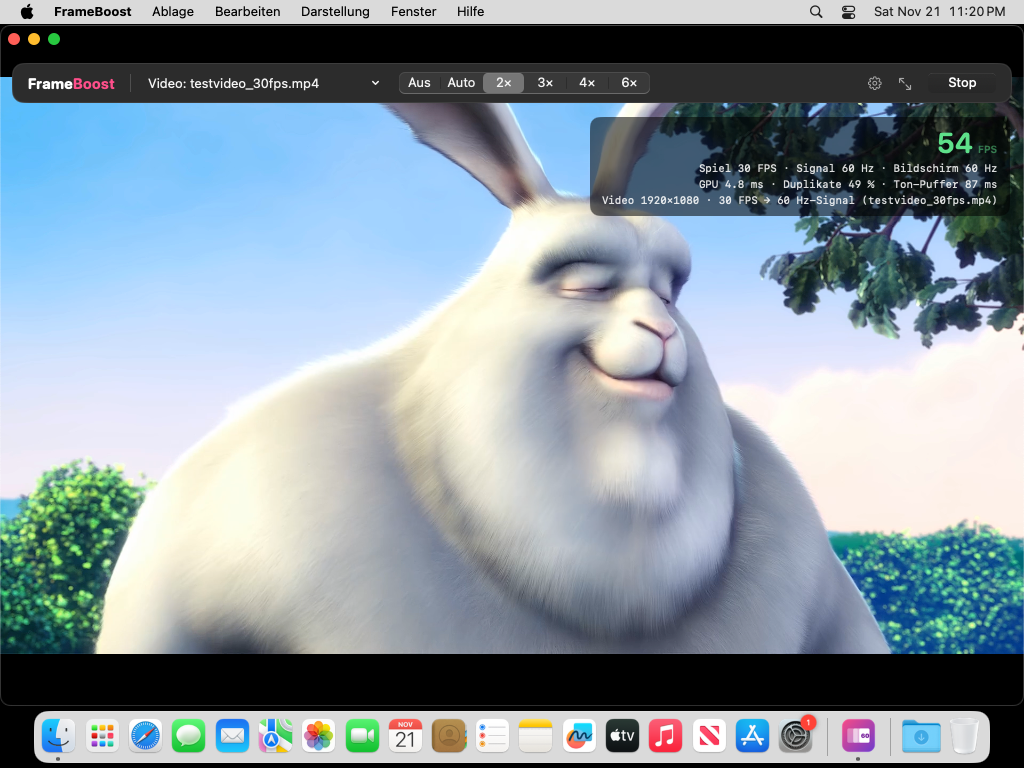 FrameBoost Ablage Bearbeiten Darstellung Fenster Hilfe Sat Nov 21 11:20 PM
FrameBoost Video: testvideo_30fps.mp4 Aus Auto 2× 3× 4× 6× Stop
54 FPS
Spiel 30 FPS · Signal 60 Hz · Bildschirm 60 Hz
GPU 4.8 ms · Duplikate 49 % · Ton-Puffer 87 ms
Video 1920×1080 · 30 FPS → 60 Hz-Signal (testvideo_30fps.mp4)
NOV
21
tv
1
60